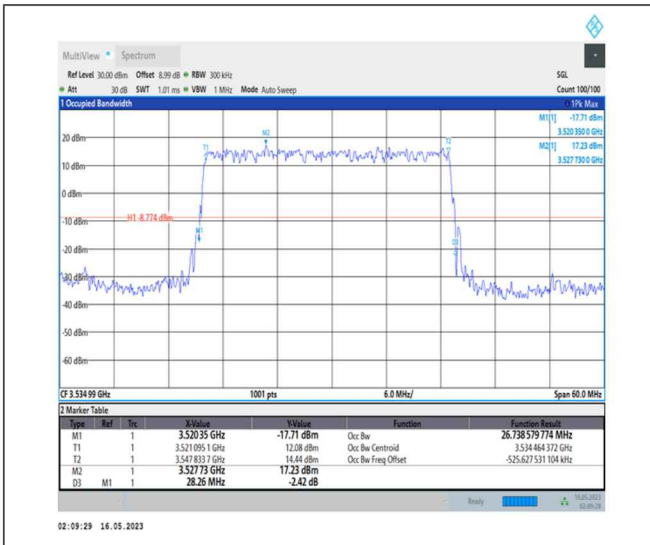 MultiView Spectrum
Ref Level 30.00 dBm Offset 8.99 dB RBW 300 kHz SGL
Att 30 dB SWT 1.01 ms VBW 1 MHz Mode Auto Sweep Count 100/100
1 Occupied Bandwidth 1Pk Max
M1[1] -17.71 dBm
3.520 350 0 GHz
M2[1] 17.23 dBm
3.527 730 0 GHz
M2
T1 T2
20 dBm
10 dBm
0 dBm
-10 dBm
H1 -8.774 dBm
M1
D3
-30 dBm
-40 dBm
-50 dBm
-60 dBm
CF 3.534 99 GHz 1001 pts 6.0 MHz/ Span 60.0 MHz
2 Marker Table
Type Ref Trc X-Value Y-Value Function Function Result
M1 1 3.52035 GHz -17.71 dBm Occ Bw 26.738 579 774 MHz
T1 1 3.521 095 1 GHz 12.08 dBm Occ Bw Centroid 3.534 464 372 GHz
T2 1 3.547 833 7 GHz 14.44 dBm Occ Bw Freq Offset -525.627 531 104 kHz
M2 1 3.52773 GHz 17.23 dBm
D3 M1 1 28.26 MHz -2.42 dB
Ready 16.05.2023
02:09:28
02:09:29 16.05.2023